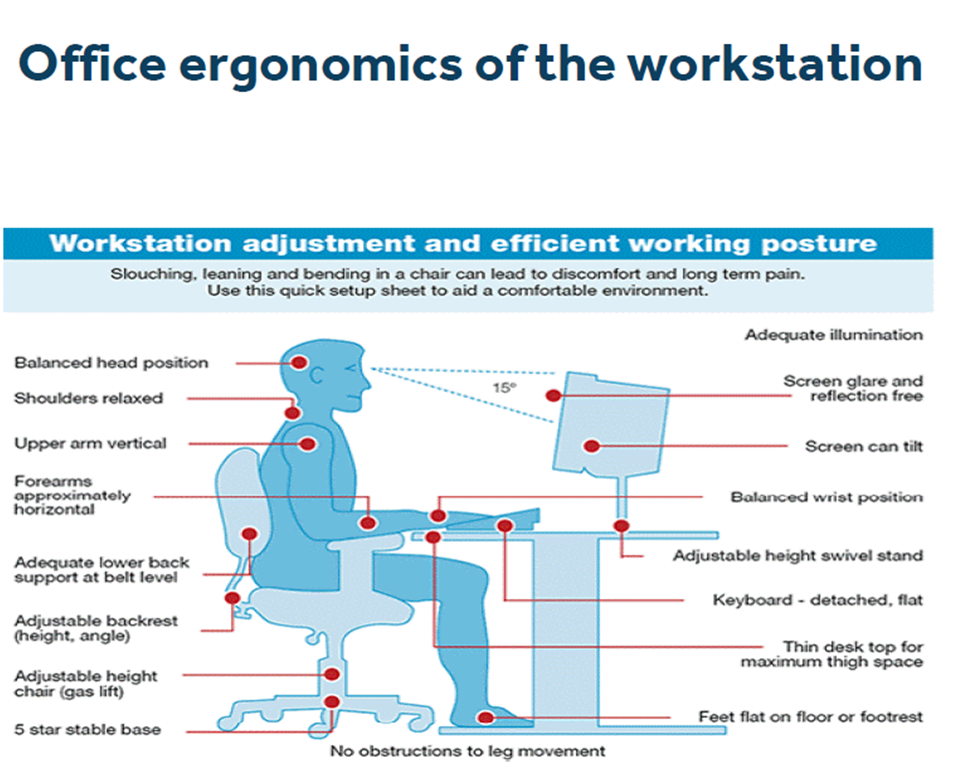 Office ergonomics of the workstation
Workstation adjustment and efficient working posture
Slouching, leaning and bending in a chair can lead to discomfort and long term pain.
Use this quick setup sheet to aid a comfortable environment.
Balanced head position
Shoulders relaxed
Upper arm vertical
Forearms
approximately
horizontal
Adequate lower back
support at belt level
Adjustable backrest
(height, angle)
Adjustable height
chair (gas lift)
5 star stable base
15°
Adequate illumination
Screen glare and
reflection free
Screen can tilt
Balanced wrist position
Adjustable height swivel stand
Keyboard - detached, flat
Thin desk top for
maximum thigh space
Feet flat on floor or footrest
No obstructions to leg movement